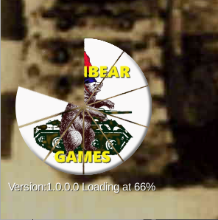 IBEAR
GAMES
Version:1.0.0.0 Loading at 66%